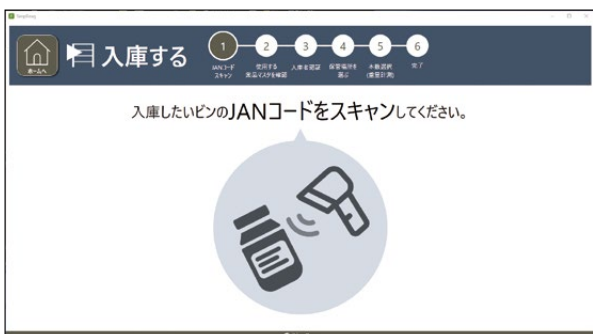 ホームへ
入庫する
1
2
3
4
5
6
JANコード
スキャン
使用する
薬品マスタを確認
入庫本数確認
保管場所を
選ぶ
本数選択
(重量計測)
完了
入庫したいビンのJANコードをスキャンしてください。